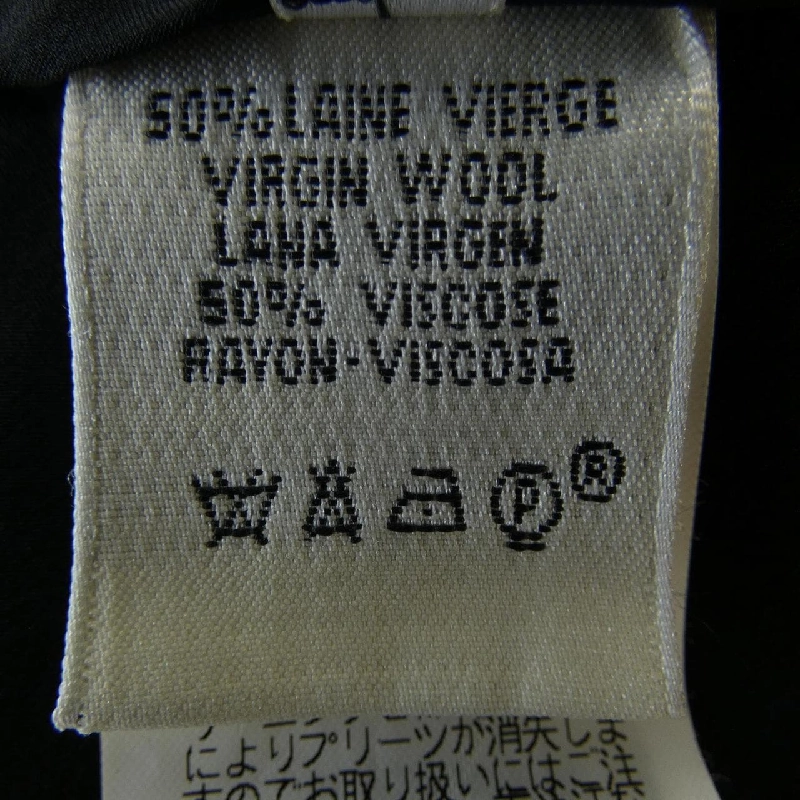 50% LAINE VIERGE
VIRGIN WOOL
LANA VIRGEN
50% VISCOSE
RAYON-VISCOSA
P ®
によりプリーツが消失しま
すのでお取り扱いにはご注